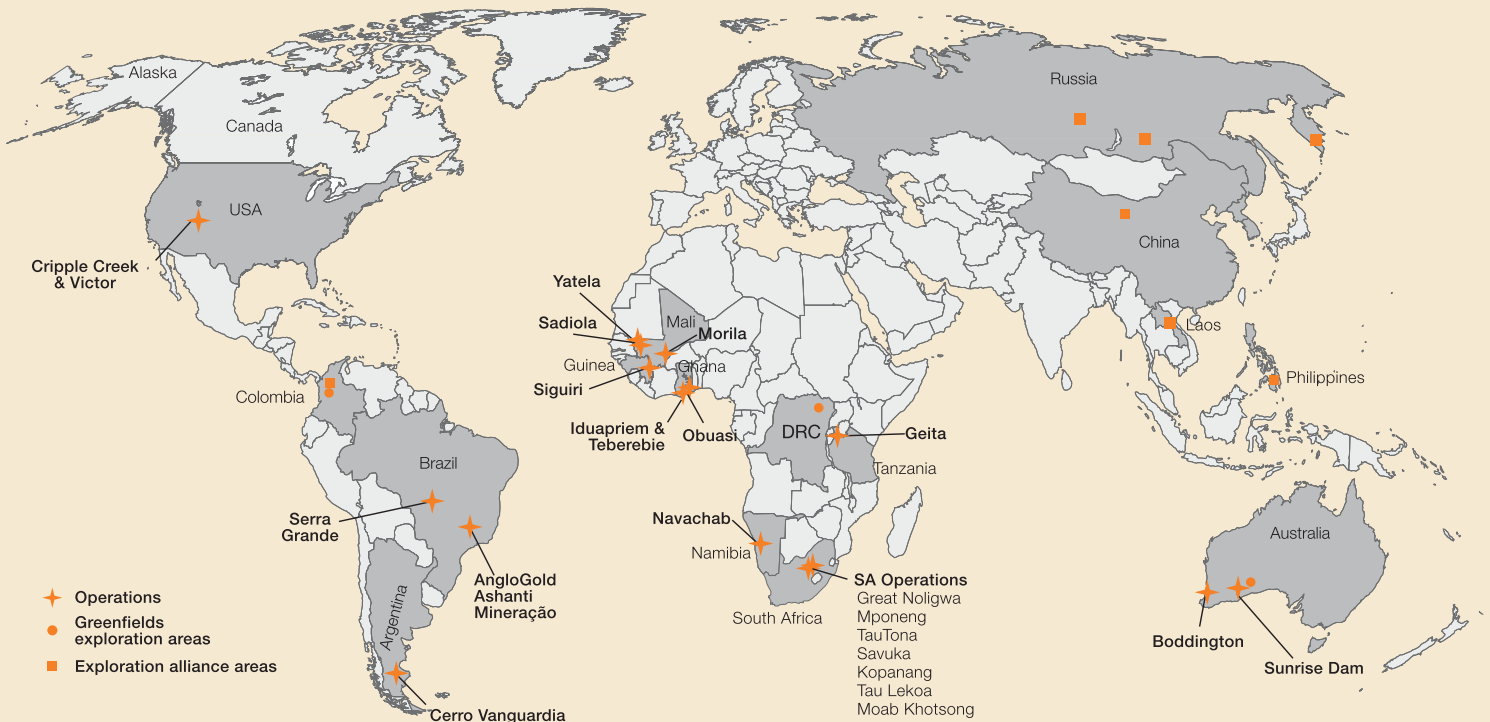 Alaska
Canada
USA
Cripple Creek
& Victor
Russia
China
Laos
Philippines
Yatela
Sadiola
Mali
Morila
Guinea
Ghana
Siguiri
Iduapriem &
Teberebie
Obuasi
DRC
Geita
Tanzania
Colombia
Brazil
Serra
Grande
AngloGold
Ashanti
Mineração
Argentina
Cerro Vanguardia
Navachab
Namibia
South Africa
SA Operations
Great Noligwa
Mponeng
TauTona
Savuka
Kopanang
Tau Lekoa
Moab Khotsong
Australia
Boddington
Sunrise Dam
Operations
Greenfields
exploration areas
Exploration alliance areas